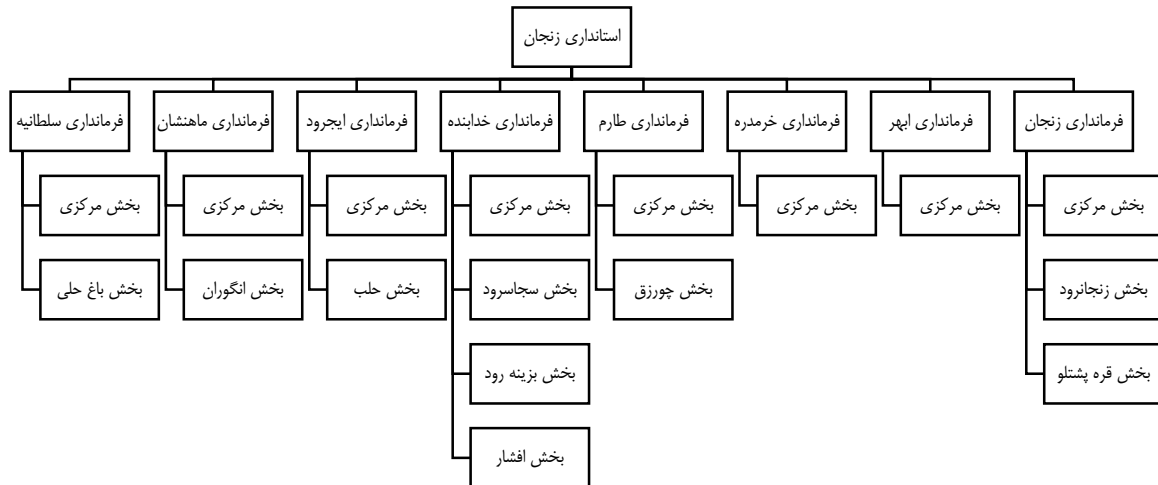 استانداری زنجان
فرمانداری زنجان
فرمانداری ابهر
فرمانداری خرمدره
فرمانداری طارم
فرمانداری خدابنده
فرمانداری ایجرود
فرمانداری ماهنشان
فرمانداری سلطانیه
بخش مرکزی
بخش مرکزی
بخش مرکزی
بخش مرکزی
بخش مرکزی
بخش مرکزی
بخش مرکزی
بخش مرکزی
بخش زنجانرود
بخش چورزق
بخش سجاسرود
بخش حلب
بخش انگوران
بخش باغ حلی
بخش قره پشتلو
بخش بزینه رود
بخش افشار